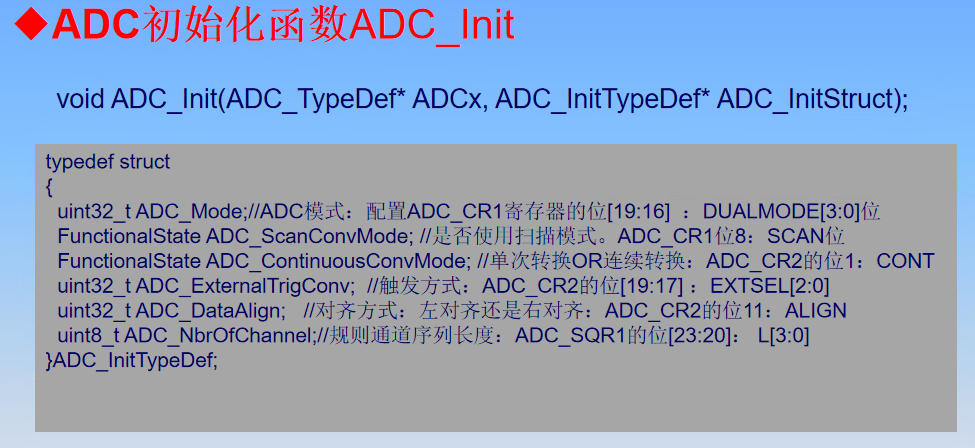 ◆ADC初始化函数ADC_Init
void ADC_Init(ADC_TypeDef* ADCx, ADC_InitTypeDef* ADC_InitStruct);
typedef struct
{
uint32_t ADC_Mode;//ADC模式：配置ADC_CR1寄存器的位[19:16] ：DUALMODE[3:0]位
FunctionalState ADC_ScanConvMode; //是否使用扫描模式。ADC_CR1位8：SCAN位
FunctionalState ADC_ContinuousConvMode; //单次转换OR连续转换：ADC_CR2的位1：CONT
uint32_t ADC_ExternalTrigConv; //触发方式：ADC_CR2的位[19:17] ：EXTSEL[2:0]
uint32_t ADC_DataAlign; //对齐方式：左对齐还是右对齐：ADC_CR2的位11：ALIGN
uint8_t ADC_NbrOfChannel;//规则通道序列长度：ADC_SQR1的位[23:20]： L[3:0]
}ADC_InitTypeDef;